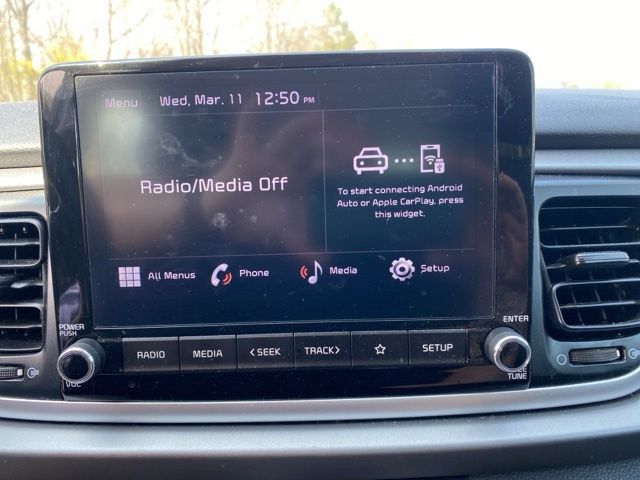 Menu Wed, Mar. 11 12:50 PM
Radio/Media Off
To start connecting Android
Auto or Apple CarPlay, press
this widget.
All Menus Phone Media Setup
POWER
PUSH
VOL
RADIO MEDIA <SEEK TRACK> SETUP
ENTER
TUNE